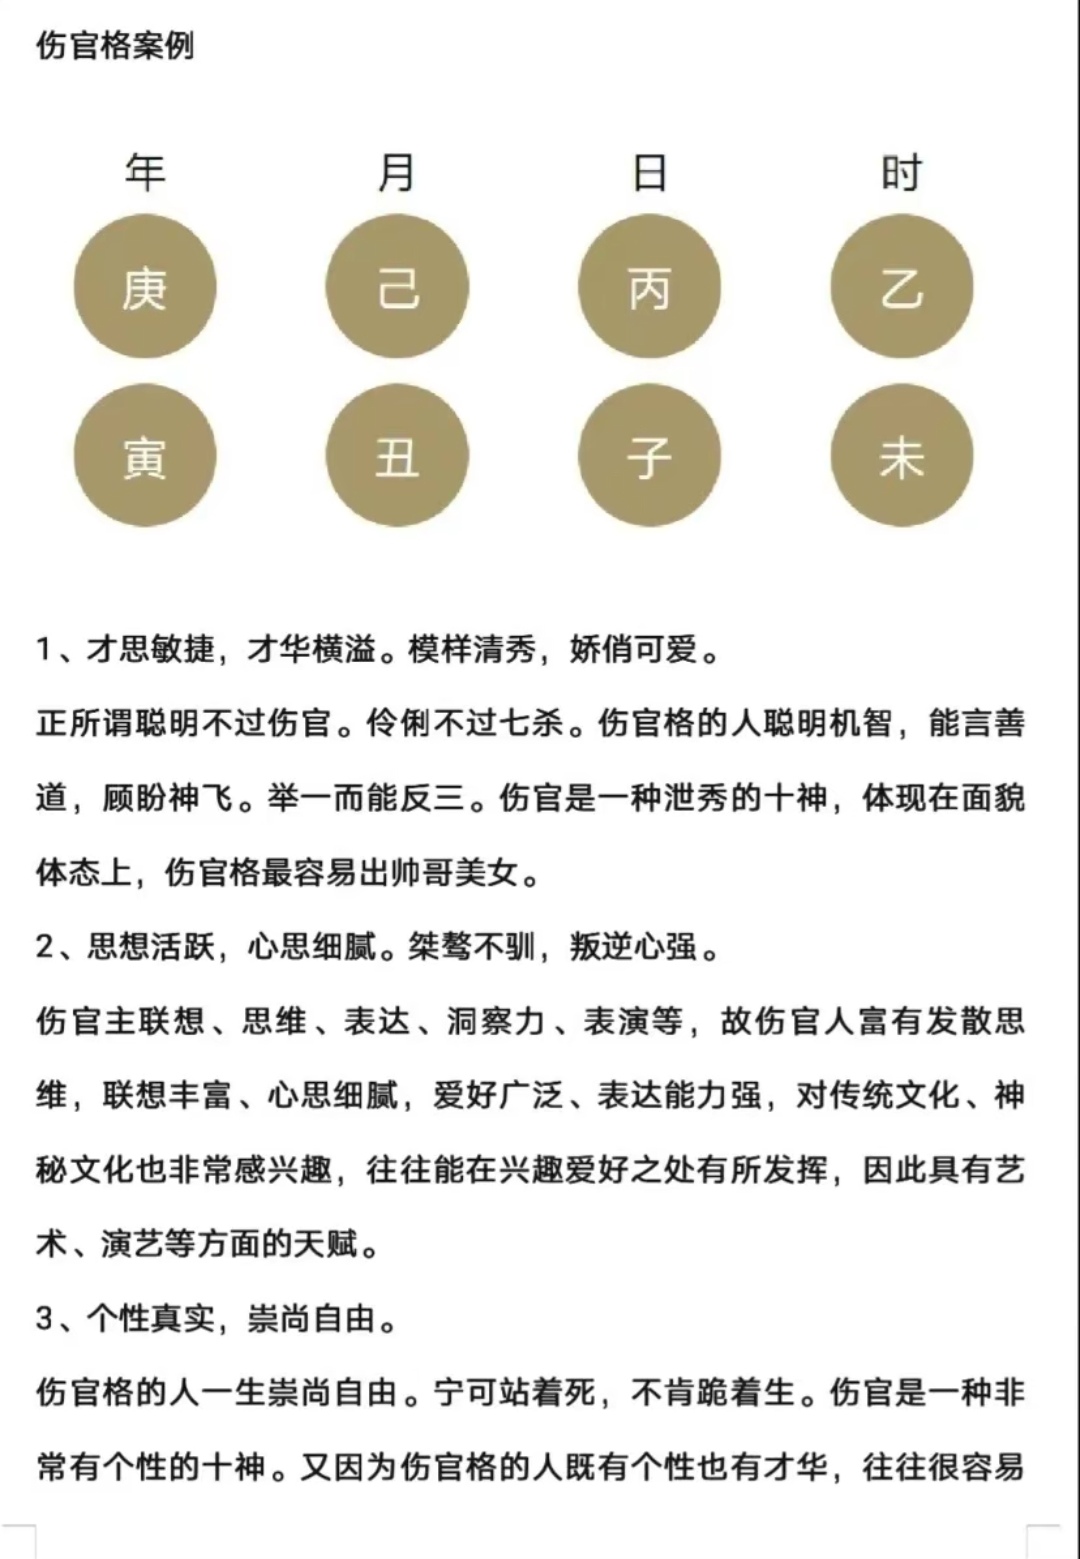 伤官格案例
年 月 日 时
庚 己 丙 乙
寅 丑 子 未
1、才思敏捷，才华横溢。模样清秀，娇俏可爱。
正所谓聪明不过伤官。伶俐不过七杀。伤官格的人聪明机智，能言善
道，顾盼神飞。举一而能反三。伤官是一种泄秀的十神，体现在面貌
体态上，伤官格最容易出帅哥美女。
2、思想活跃，心思细腻。桀骜不驯，叛逆心强。
伤官主联想、思维、表达、洞察力、表演等，故伤官人富有发散思
维，联想丰富、心思细腻，爱好广泛、表达能力强，对传统文化、神
秘文化也非常感兴趣，往往能在兴趣爱好之处有所发挥，因此具有艺
术、演艺等方面的天赋。
3、个性真实，崇尚自由。
伤官格的人一生崇尚自由。宁可站着死，不肯跪着生。伤官是一种非
常有个性的十神。又因为伤官格的人既有个性也有才华，往往很容易